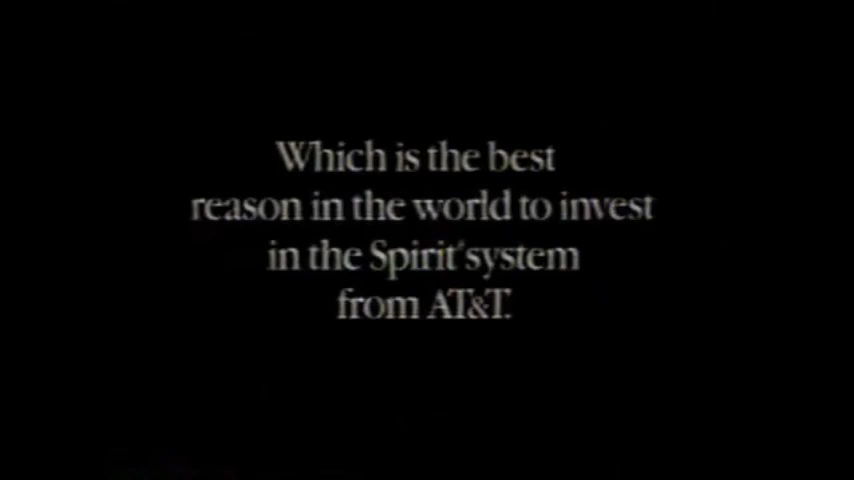 Which is the best
reason in the world to invest
in the Spirit® system
from AT&T.